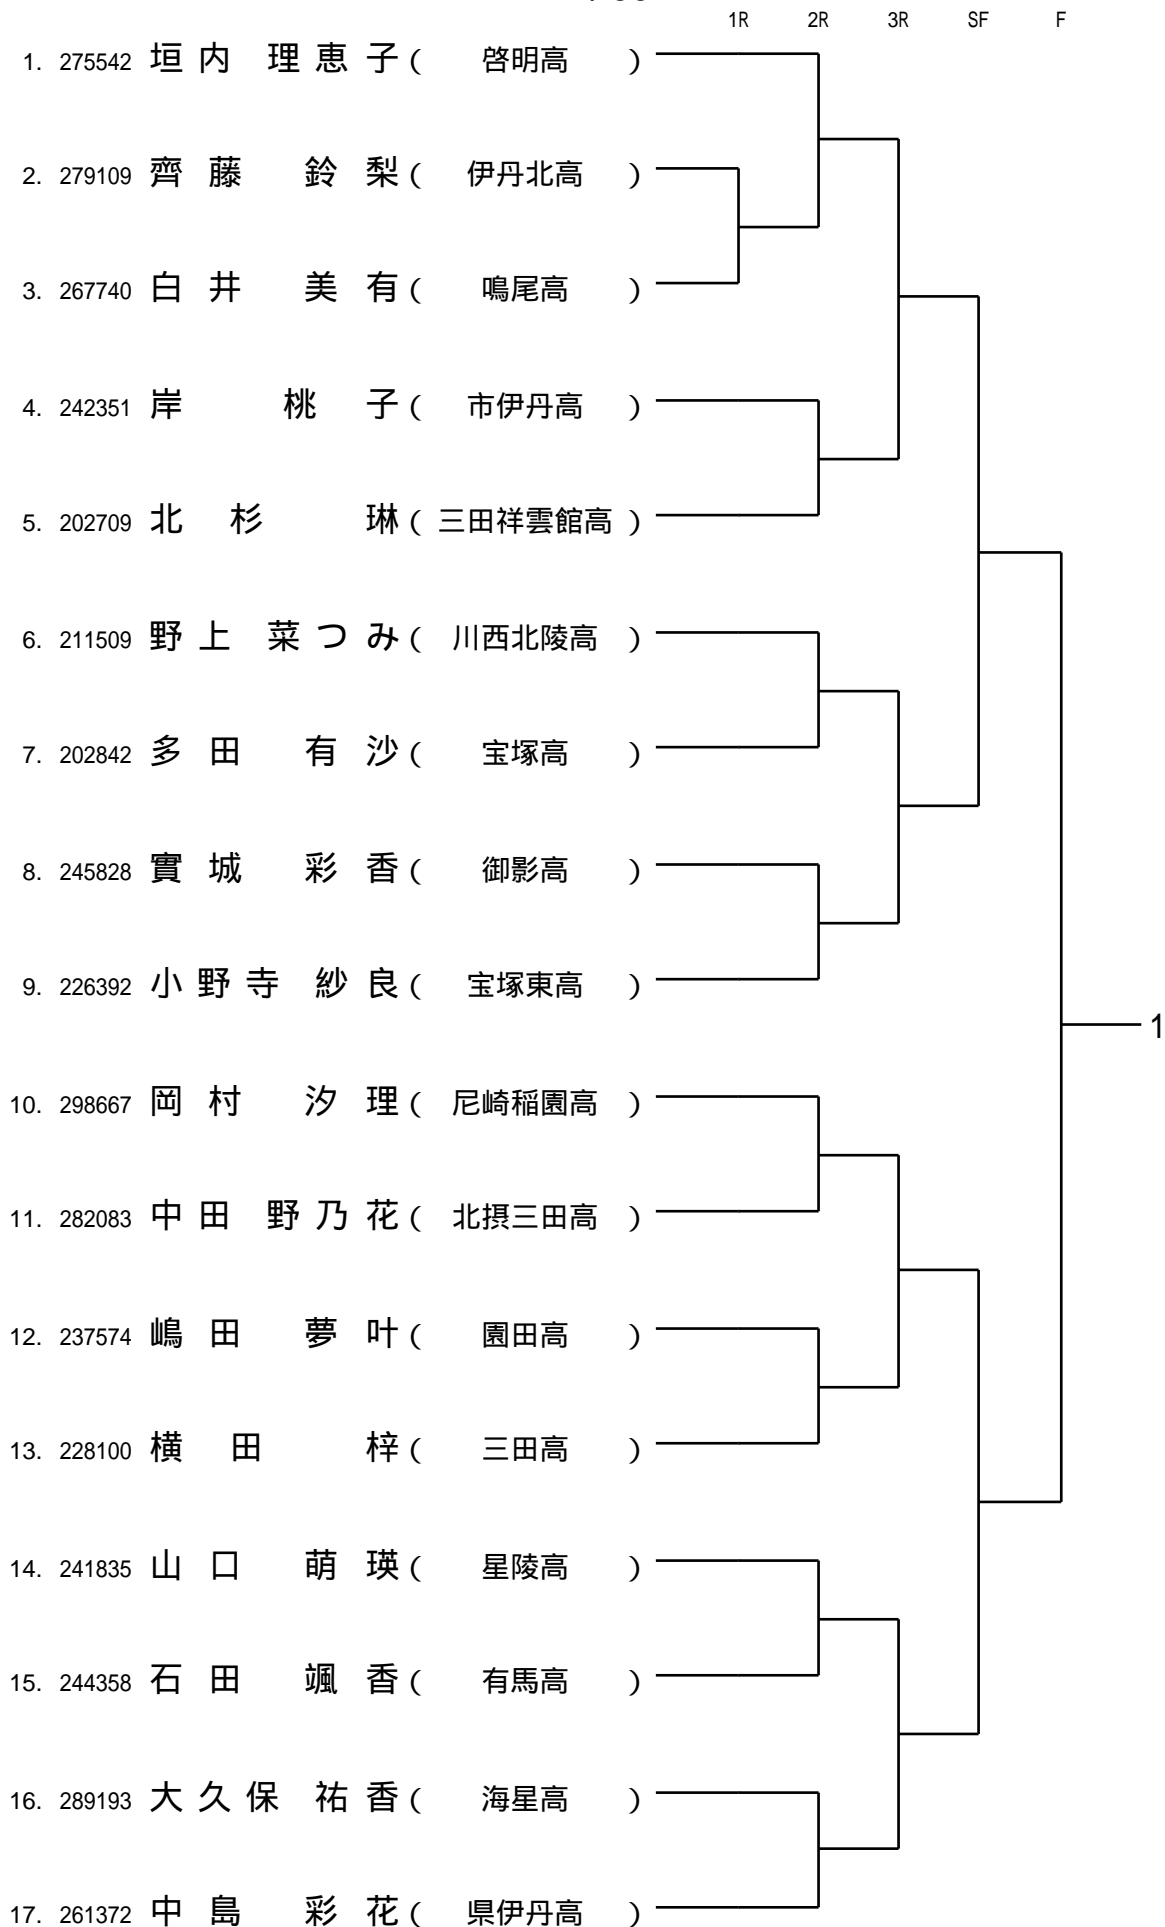 1R 2R 3R SF F
1. 275542 垣内 理恵子 ( 啓明高 )
2. 279109 齊藤 鈴梨 ( 伊丹北高 )
3. 267740 白井 美有 ( 鳴尾高 )
4. 242351 岸 桃子 ( 市伊丹高 )
5. 202709 北杉 琳 ( 三田祥雲館高 )
6. 211509 野上 菜つみ ( 川西北陵高 )
7. 202842 多田 有沙 ( 宝塚高 )
8. 245828 實城 彩香 ( 御影高 )
9. 226392 小野寺 紗良 ( 宝塚東高 )
1
10. 298667 岡村 汐理 ( 尼崎稲園高 )
11. 282083 中田 野乃花 ( 北摂三田高 )
12. 237574 嶋田 夢叶 ( 園田高 )
13. 228100 横田 梓 ( 三田高 )
14. 241835 山口 萌瑛 ( 星陵高 )
15. 244358 石田 颯香 ( 有馬高 )
16. 289193 大久保 祐香 ( 海星高 )
17. 261372 中島 彩花 ( 県伊丹高 )